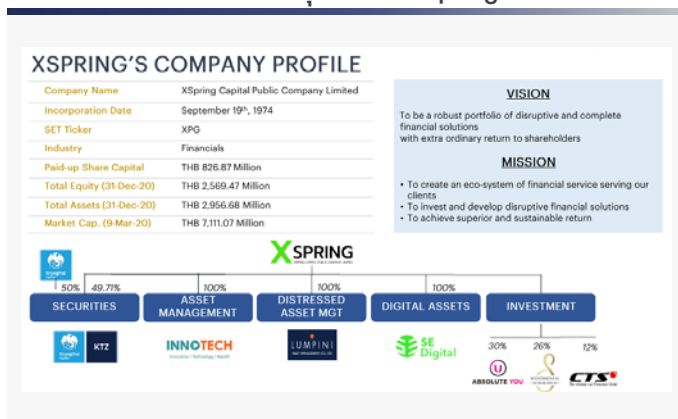 XSPRING'S COMPANY PROFILE
Company Name XSpring Capital Public Company Limited
Incorporation Date September 19th, 1974
SET Ticker XPG
Industry Financials
Paid-up Share Capital THB 826.87 Million
Total Equity (31-Dec-20) THB 2,569.47 Million
Total Assets (31-Dec-20) THB 2,956.68 Million
Market Cap. (9-Mar-20) THB 7,111.07 Million
VISION
To be a robust portfolio of disruptive and complete
financial solutions
with extra ordinary return to shareholders
MISSION
• To create an eco-system of financial service serving our
clients
• To invest and develop disruptive financial solutions
• To achieve superior and sustainable return
XSPRING
50% 49.71% 100% 100% 100%
SECURITIES
ASSET
MANAGEMENT
DISTRESSED
ASSET MGT
DIGITAL ASSETS
INVESTMENT
KTZ
INNOTECH
LUMPINI
SE
Digital
30% 26% 12%
ABSOLUTE YOU
CTS